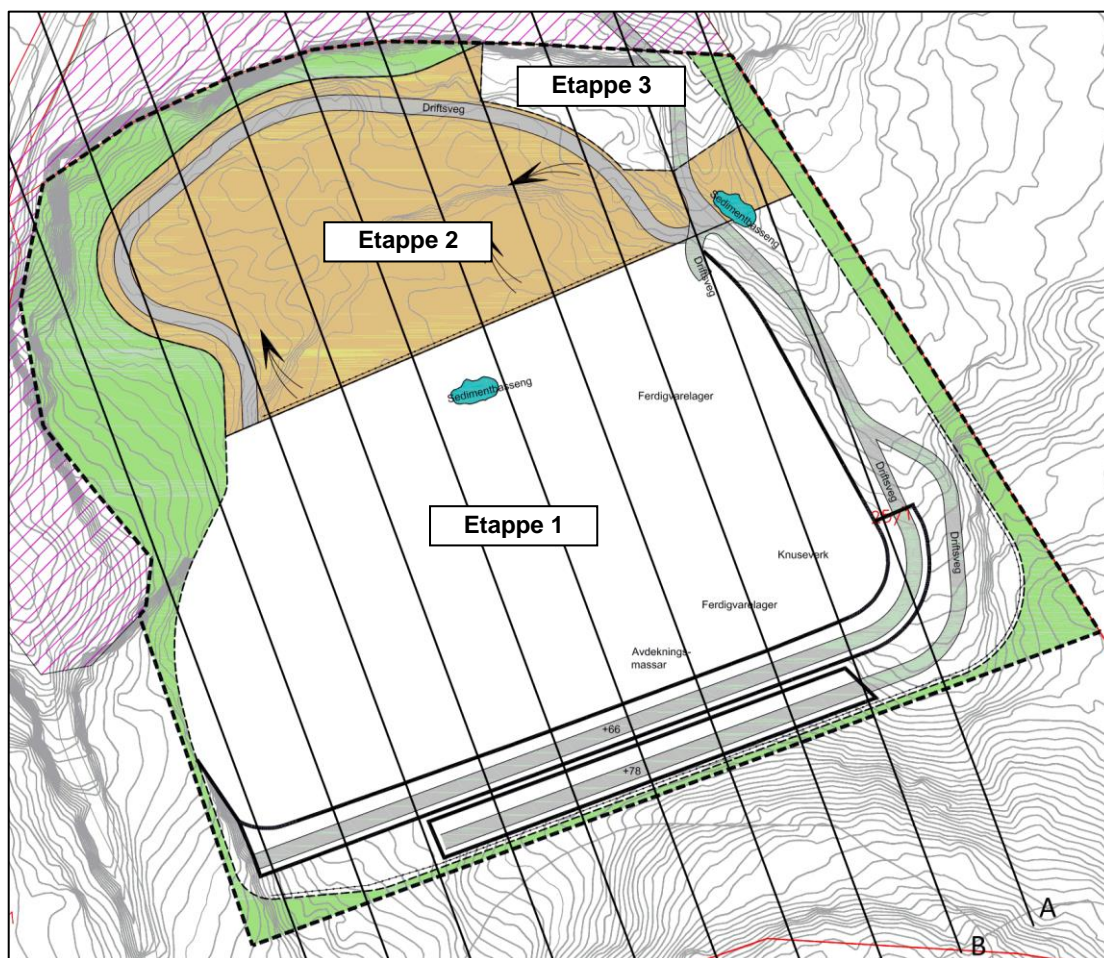 Etappe 3
Driftsveg
Sedimentbasseng
Etappe 2
Driftsveg
Sedimentbasseng
Ferdigvarelager
Driftsveg
Etappe 1
Knuseverk
Driftsveg
Ferdigvarelager
Avdeknings-
massar
+66
+78
A
B